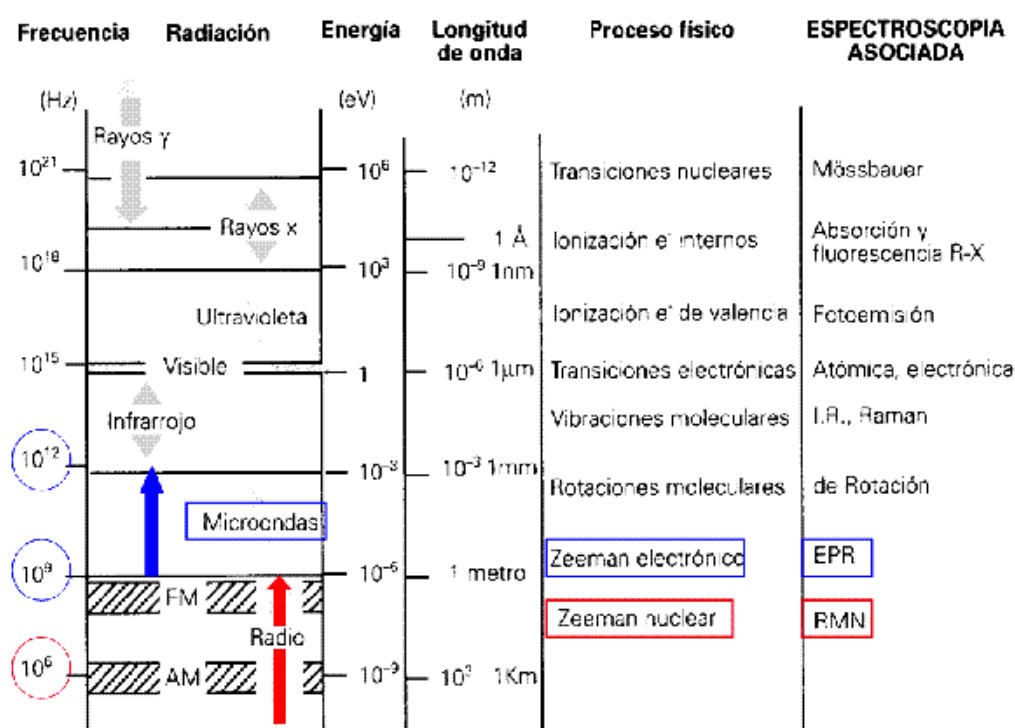 Frecuencia Radiación Energía Longitud de onda Proceso físico ESPECTROSCOPIA ASOCIADA
(Hz) (eV) (m)
Rayos γ
10²¹ 10⁶ 10⁻¹² Transiciones nucleares Mössbauer
Rayos x 1 Å Ionización e⁻ internos Absorción y fluorescencia R-X
10¹⁸ 10³ 10⁻⁹ 1nm
Ultravioleta Ionización e⁻ de valencia Fotoemisión
10¹⁵ Visible 1 10⁻⁶ 1μm Transiciones electrónicas Atómica, electrónica
Infrarrojo Vibraciones moleculares I.R., Raman
10¹² 10⁻³ 10⁻³ 1mm
Rotaciones moleculares de Rotación
Microondas
10⁹ 10⁻⁶ 1 metro Zeeman electrónico EPR
FM Zeeman nuclear RMN
Radio
10⁶ AM 10⁻⁹ 10³ 1Km